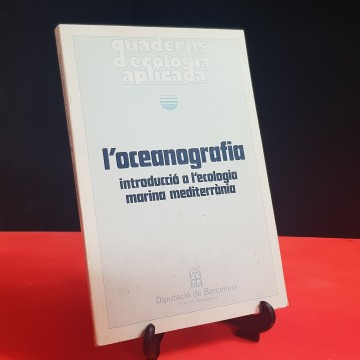 quaderns
d'ecologia
aplicada
l'oceanografia
introducció a l'ecologia
marina mediterrània
Diputació de Barcelona